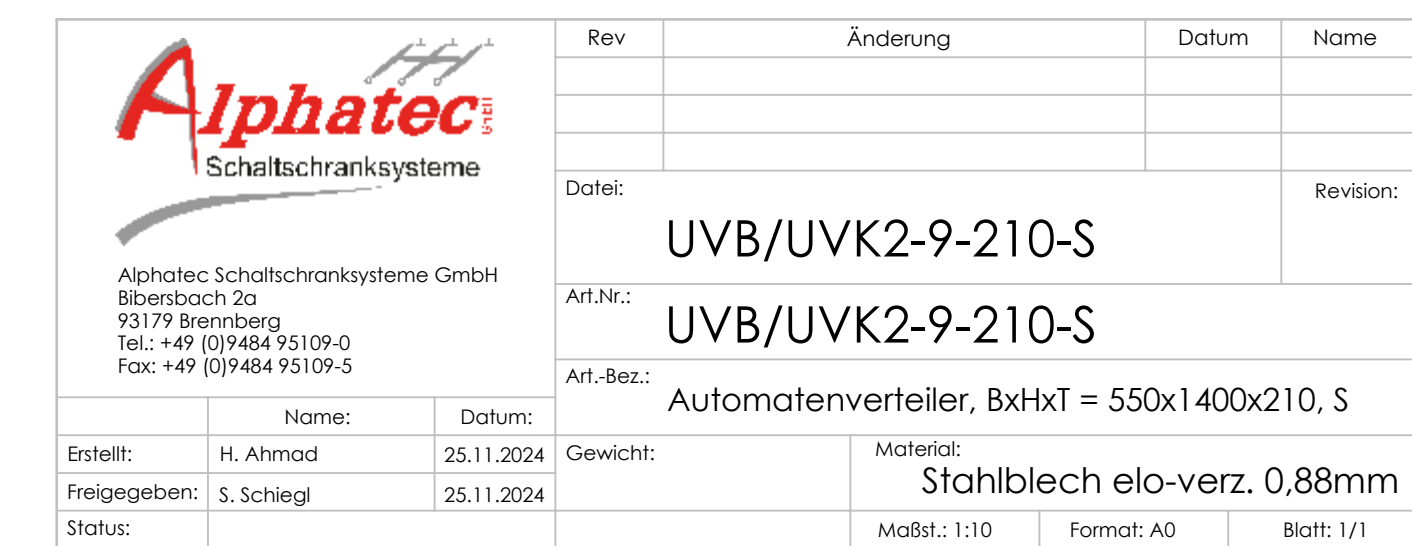 Alphatec GmbH
Schaltschranksysteme
Alphatec Schaltschranksysteme GmbH
Bibersbach 2a
93179 Brennberg
Tel.: +49 (0)9484 95109-0
Fax: +49 (0)9484 95109-5
Name: Datum:
Erstellt: H. Ahmad 25.11.2024
Freigegeben: S. Schiegl 25.11.2024
Status:
Rev Änderung Datum Name
Datei: Revision:
UVB/UVK2-9-210-S
Art.Nr.:
UVB/UVK2-9-210-S
Art.-Bez.:
Automatenverteiler, BxHxT = 550x1400x210, S
Gewicht: Material:
Stahlblech elo-verz. 0,88mm
Maßst.: 1:10 Format: A0 Blatt: 1/1